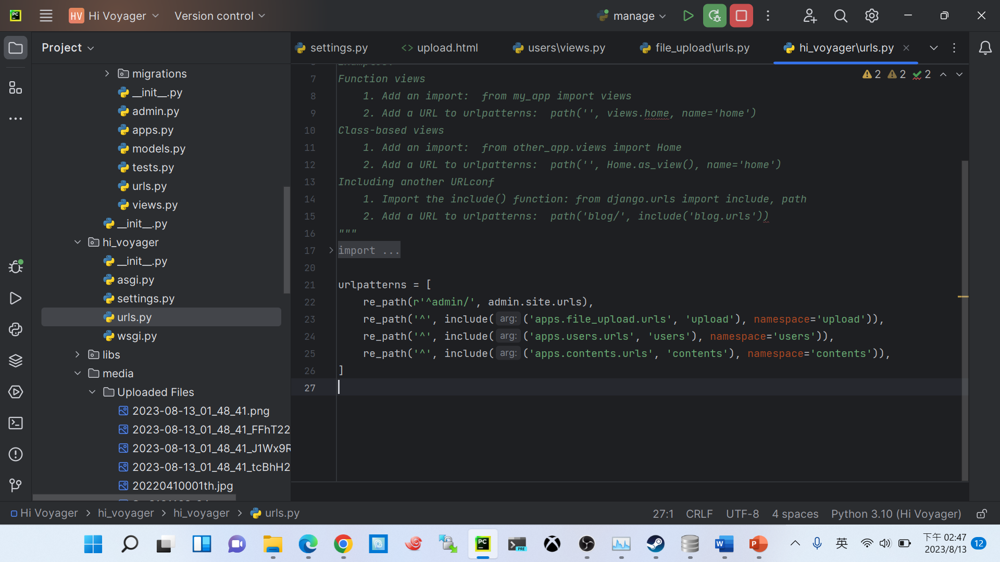 PC
HV Hi Voyager
Version control
manage
Project
settings.py
<> upload.html
users\views.py
file_upload\urls.py
hi_voyager\urls.py
migrations
__init__.py
admin.py
apps.py
models.py
tests.py
urls.py
views.py
__init__.py
hi_voyager
__init__.py
asgi.py
settings.py
urls.py
wsgi.py
libs
media
Uploaded Files
2023-08-13_01_48_41.png
2023-08-13_01_48_41_FFhT22
2023-08-13_01_48_41_J1Wx9R
2023-08-13_01_48_41_tcBhH2
20220410001th.jpg
2 2 2
7 Function views
8 1. Add an import:  from my_app import views
9 2. Add a URL to urlpatterns:  path('', views.home, name='home')
10 Class-based views
11 1. Add an import:  from other_app.views import Home
12 2. Add a URL to urlpatterns:  path('', Home.as_view(), name='home')
13 Including another URLconf
14 1. Import the include() function: from django.urls import include, path
15 2. Add a URL to urlpatterns:  path('blog/', include('blog.urls'))
16 """
17 import ...
20
21 urlpatterns = [
22 re_path(r'^admin/', admin.site.urls),
23 re_path('^', include( arg: ('apps.file_upload.urls', 'upload'), namespace='upload')),
24 re_path('^', include( arg: ('apps.users.urls', 'users'), namespace='users')),
25 re_path('^', include( arg: ('apps.contents.urls', 'contents'), namespace='contents')),
26 ]
27
Hi Voyager > hi_voyager > hi_voyager > urls.py
27:1 CRLF UTF-8 4 spaces Python 3.10 (Hi Voyager)
PC
PRE
W
P
英
下午 02:47
2023/8/13
12